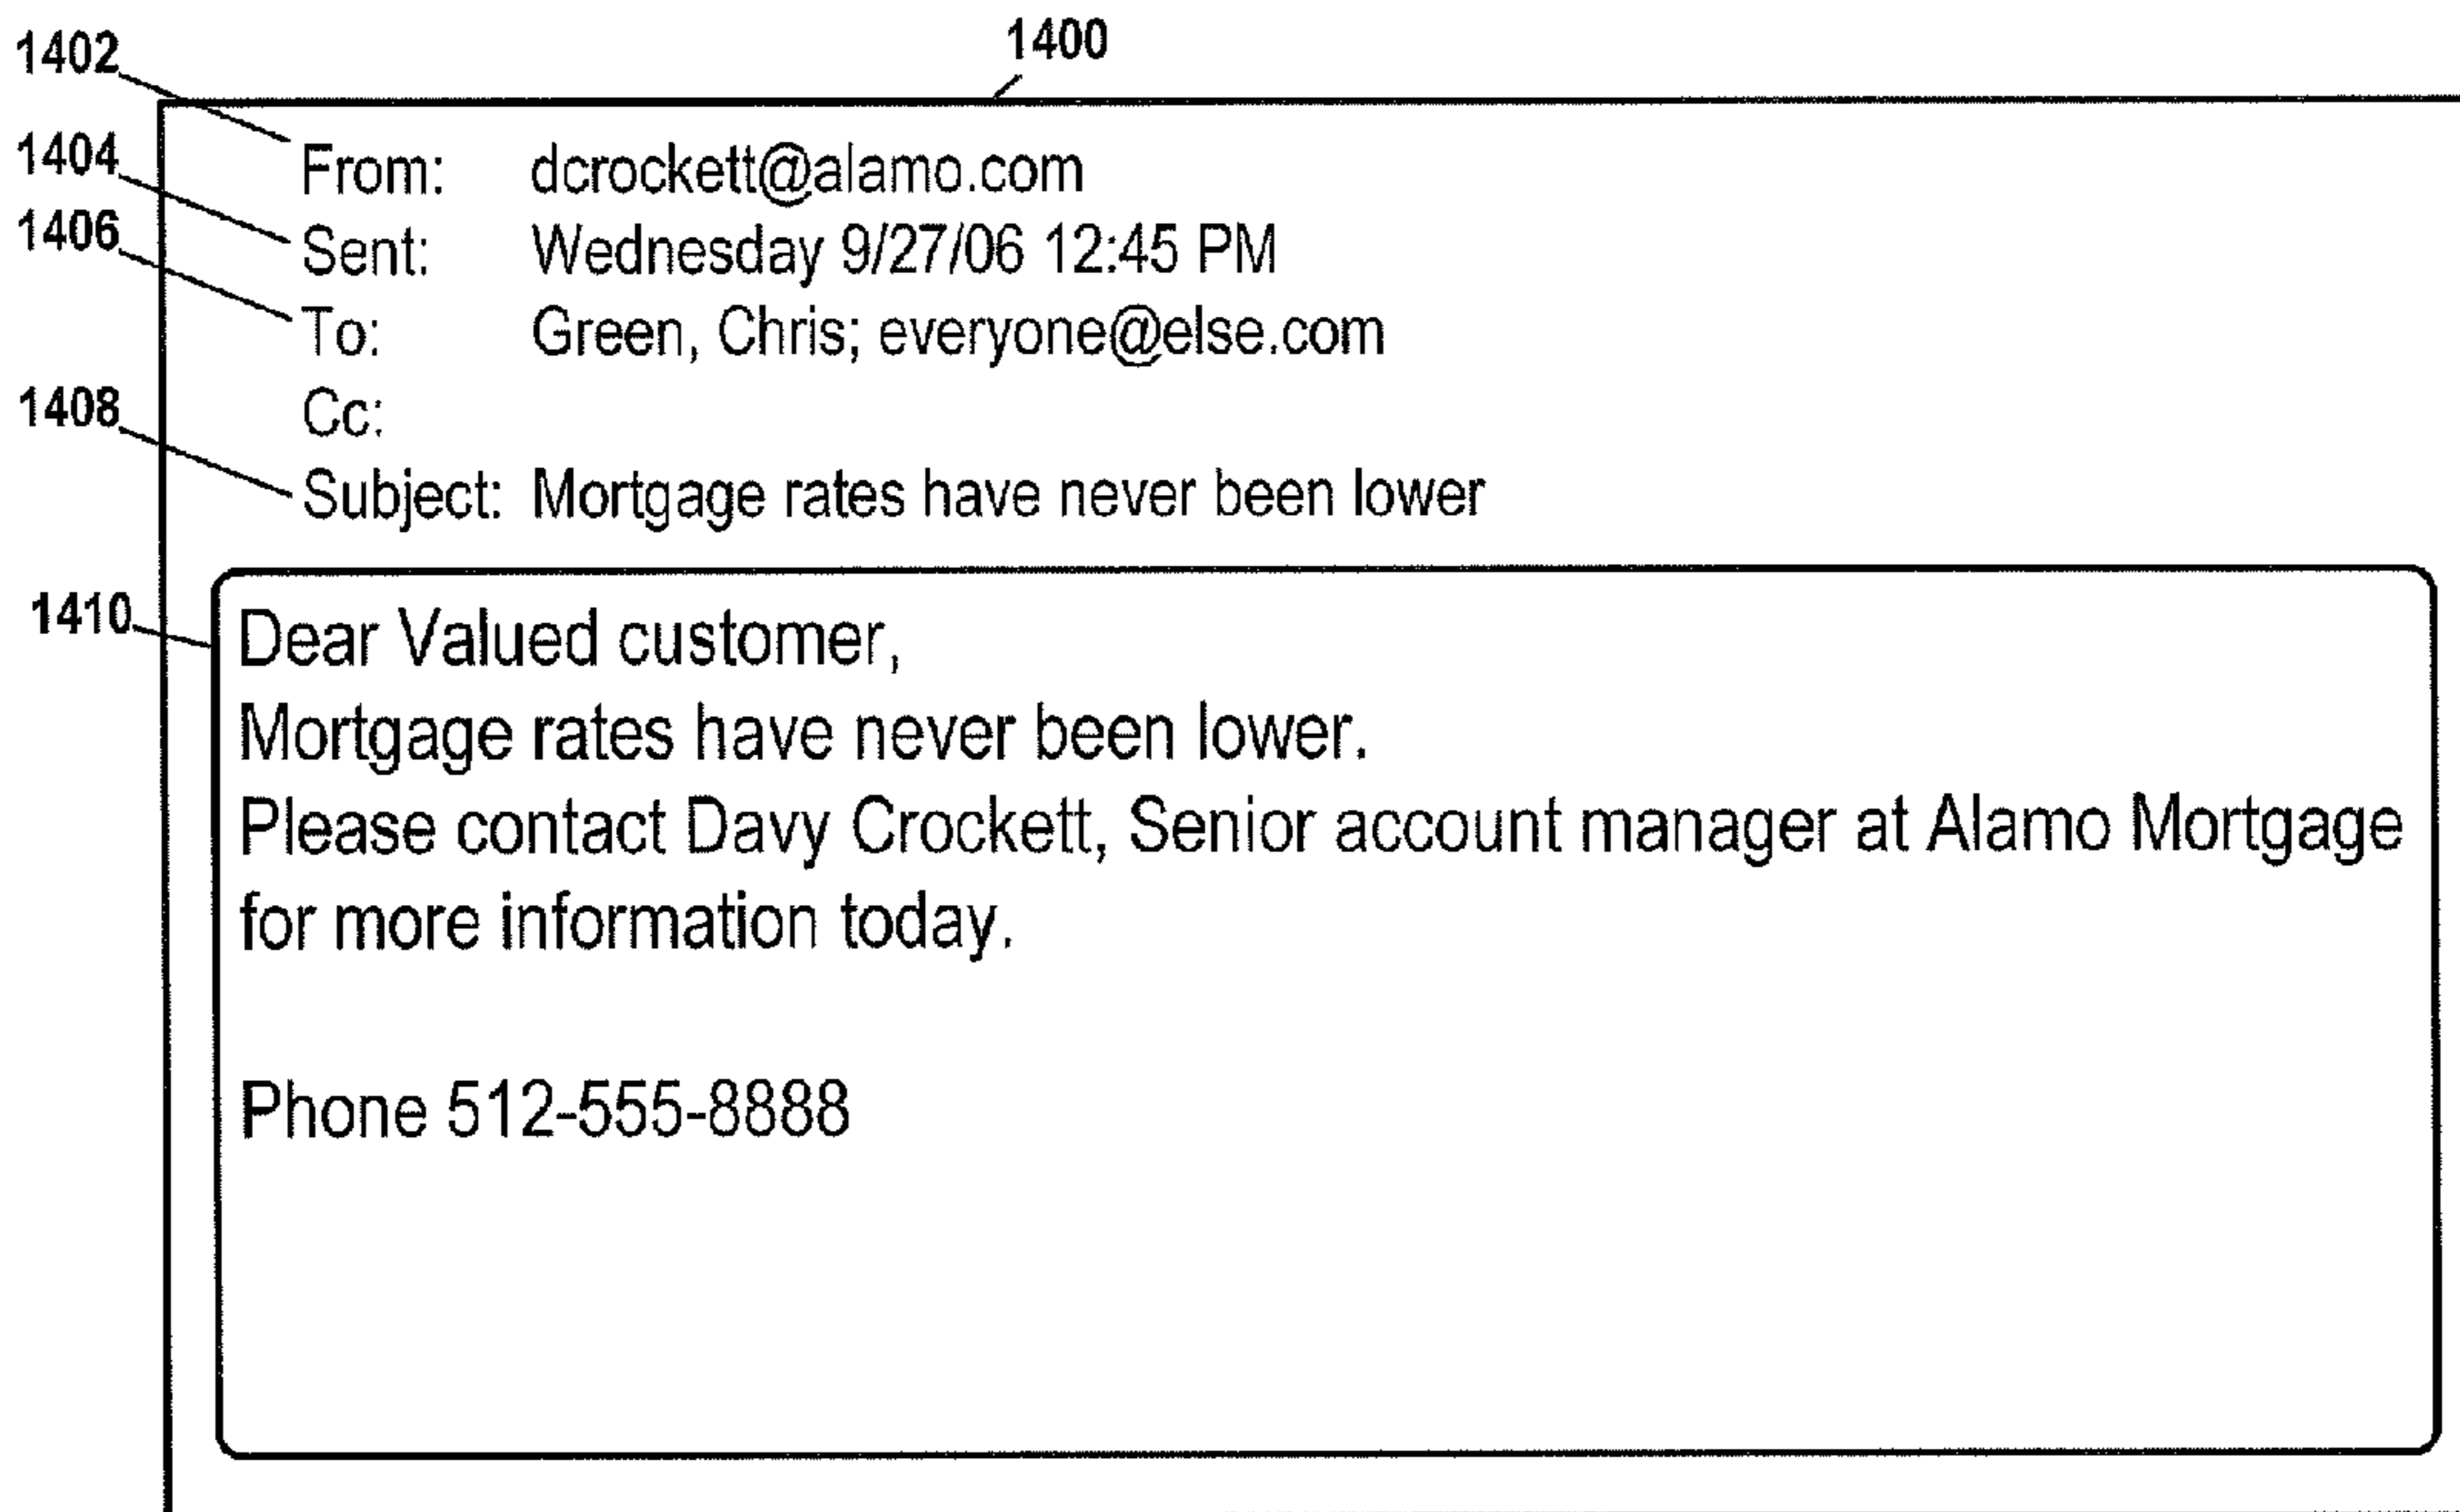 1400
1402
From: dcrockett@alamo.com
1404
Sent: Wednesday 9/27/06 12:45 PM
1406
To: Green, Chris; everyone@else.com
Cc:
1408
Subject: Mortgage rates have never been lower
1410
Dear Valued customer,
Mortgage rates have never been lower.
Please contact Davy Crockett, Senior account manager at Alamo Mortgage
for more information today.
Phone 512-555-8888